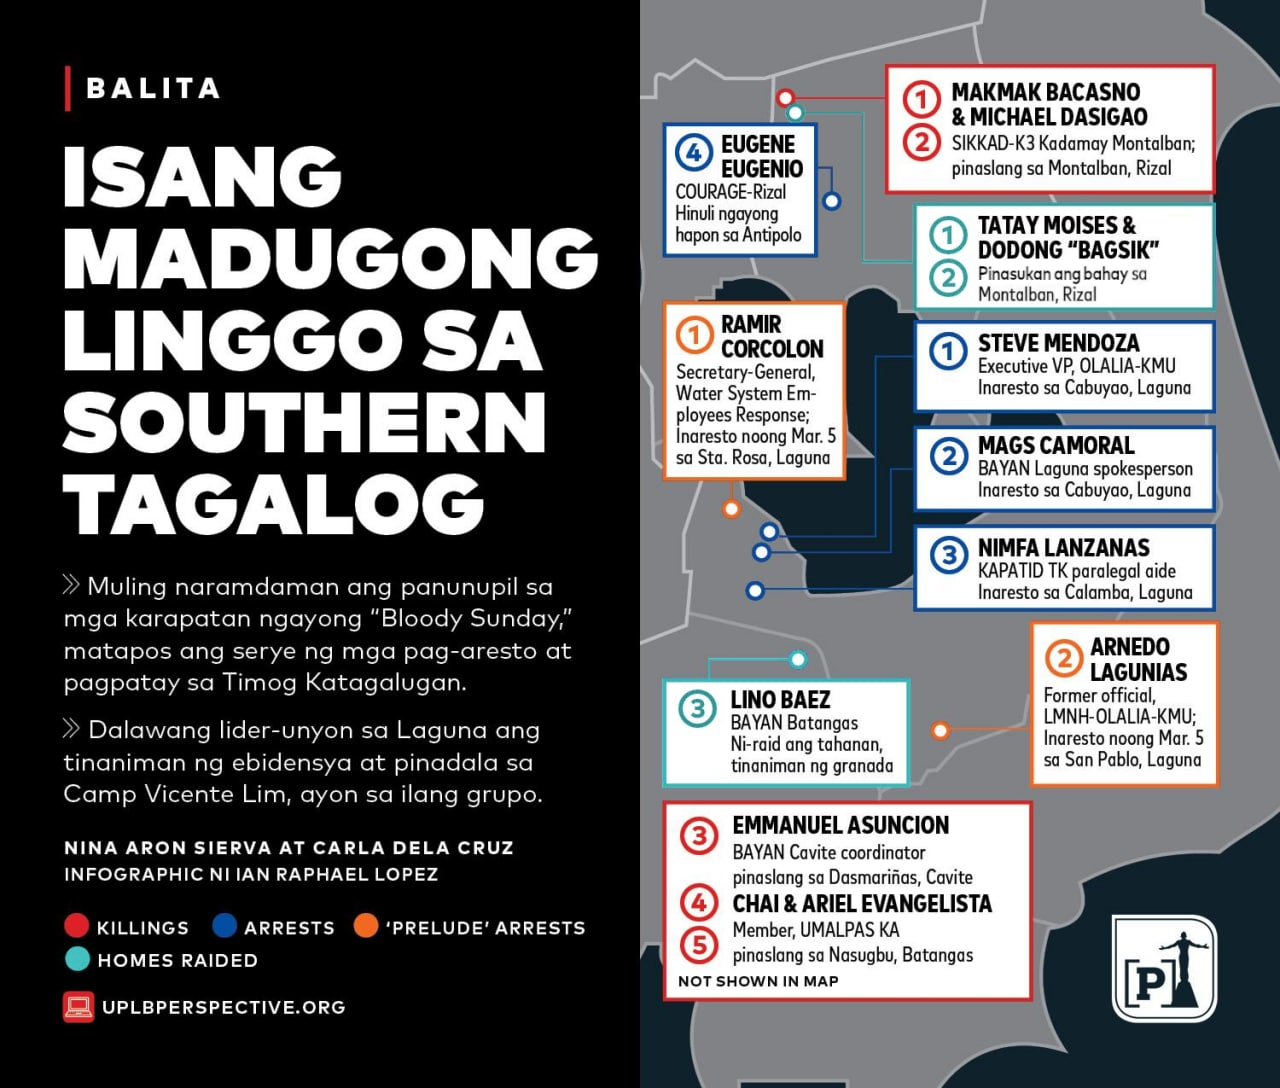 BALITA
ISANG
MADUGONG
LINGGO SA
SOUTHERN
TAGALOG
Muling naramdaman ang panunupil sa
mga karapatan ngayong “Bloody Sunday,”
matapos ang serye ng mga pag-aresto at
pagpatay sa Timog Katagalugan.
Dalawang lider-unyon sa Laguna ang
tinaniman ng ebidensya at pinadala sa
Camp Vicente Lim, ayon sa ilang grupo.
NINA ARON SIERVA AT CARLA DELA CRUZ
INFOGRAPHIC NI IAN RAPHAEL LOPEZ
KILLINGS ARRESTS ‘PRELUDE’ ARRESTS
HOMES RAIDED
UPLBPERSPECTIVE.ORG
1 MAKMAK BACASNO
& MICHAEL DASIGAO
2 SIKKAD-K3 Kadamay Montalban;
pinaslang sa Montalban, Rizal
4 EUGENE
EUGENIO
COURAGE-Rizal
Hinuli ngayong
hapon sa Antipolo
1 TATAY MOISES &
DODONG “BAGSIK”
2 Pinasukan ang bahay sa
Montalban, Rizal
1 RAMIR
CORCOLON
Secretary-General,
Water System Em-
ployees Response;
Inaresto noong Mar. 5
sa Sta. Rosa, Laguna
1 STEVE MENDOZA
Executive VP, OLALIA-KMU
Inaresto sa Cabuyao, Laguna
2 MAGS CAMORAL
BAYAN Laguna spokesperson
Inaresto sa Cabuyao, Laguna
3 NIMFA LANZANAS
KAPATID TK paralegal aide
Inaresto sa Calamba, Laguna
2 ARNEDO
LAGUNIAS
Former official,
LMNH-OLALIA-KMU;
Inaresto noong Mar. 5
sa San Pablo, Laguna
3 LINO BAEZ
BAYAN Batangas
Ni-raid ang tahanan,
tinaniman ng granada
3 EMMANUEL ASUNCION
BAYAN Cavite coordinator
pinaslang sa Dasmariñas, Cavite
4 CHAI & ARIEL EVANGELISTA
5 Member, UMALPAS KA
pinaslang sa Nasugbu, Batangas
NOT SHOWN IN MAP
[P]